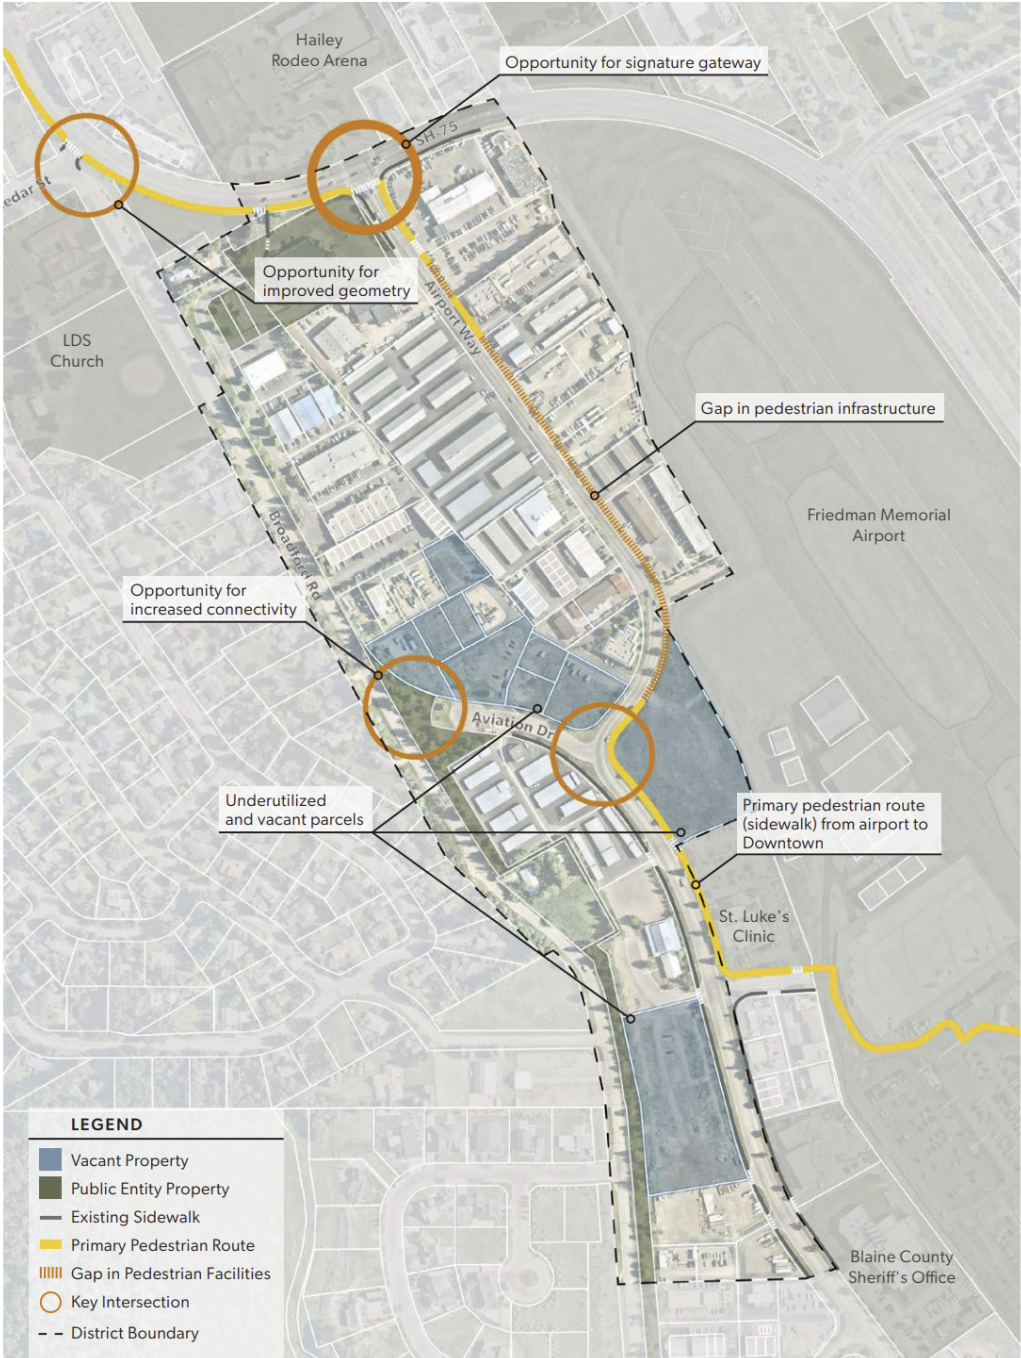 Hailey
Rodeo Arena
Opportunity for signature gateway
SH-75
edar St
Opportunity for
improved geometry
Airport Way
LDS
Church
Gap in pedestrian infrastructure
Friedman Memorial
Airport
Broadford Rd
Opportunity for
increased connectivity
Aviation Dr
Underutilized
and vacant parcels
Primary pedestrian route
(sidewalk) from airport to
Downtown
St. Luke's
Clinic
LEGEND
Vacant Property
Public Entity Property
Existing Sidewalk
Primary Pedestrian Route
Gap in Pedestrian Facilities
Key Intersection
District Boundary
Blaine County
Sheriff's Office